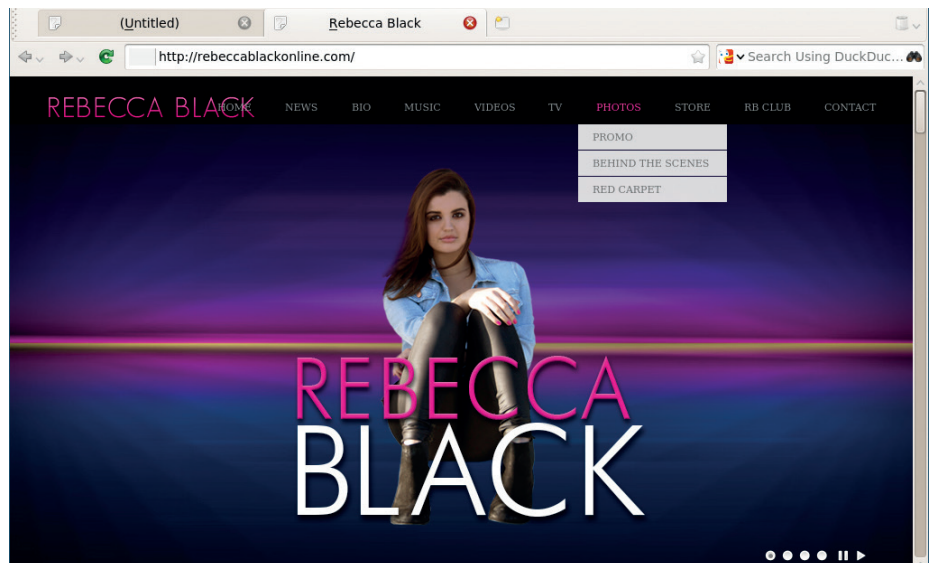 (Untitled) Rebecca Black
http://rebeccablackonline.com/ Search Using DuckDuc...
REBECCA BLACK HOME NEWS BIO MUSIC VIDEOS TV PHOTOS STORE RB CLUB CONTACT
PROMO
BEHIND THE SCENES
RED CARPET
REBECCA
BLACK